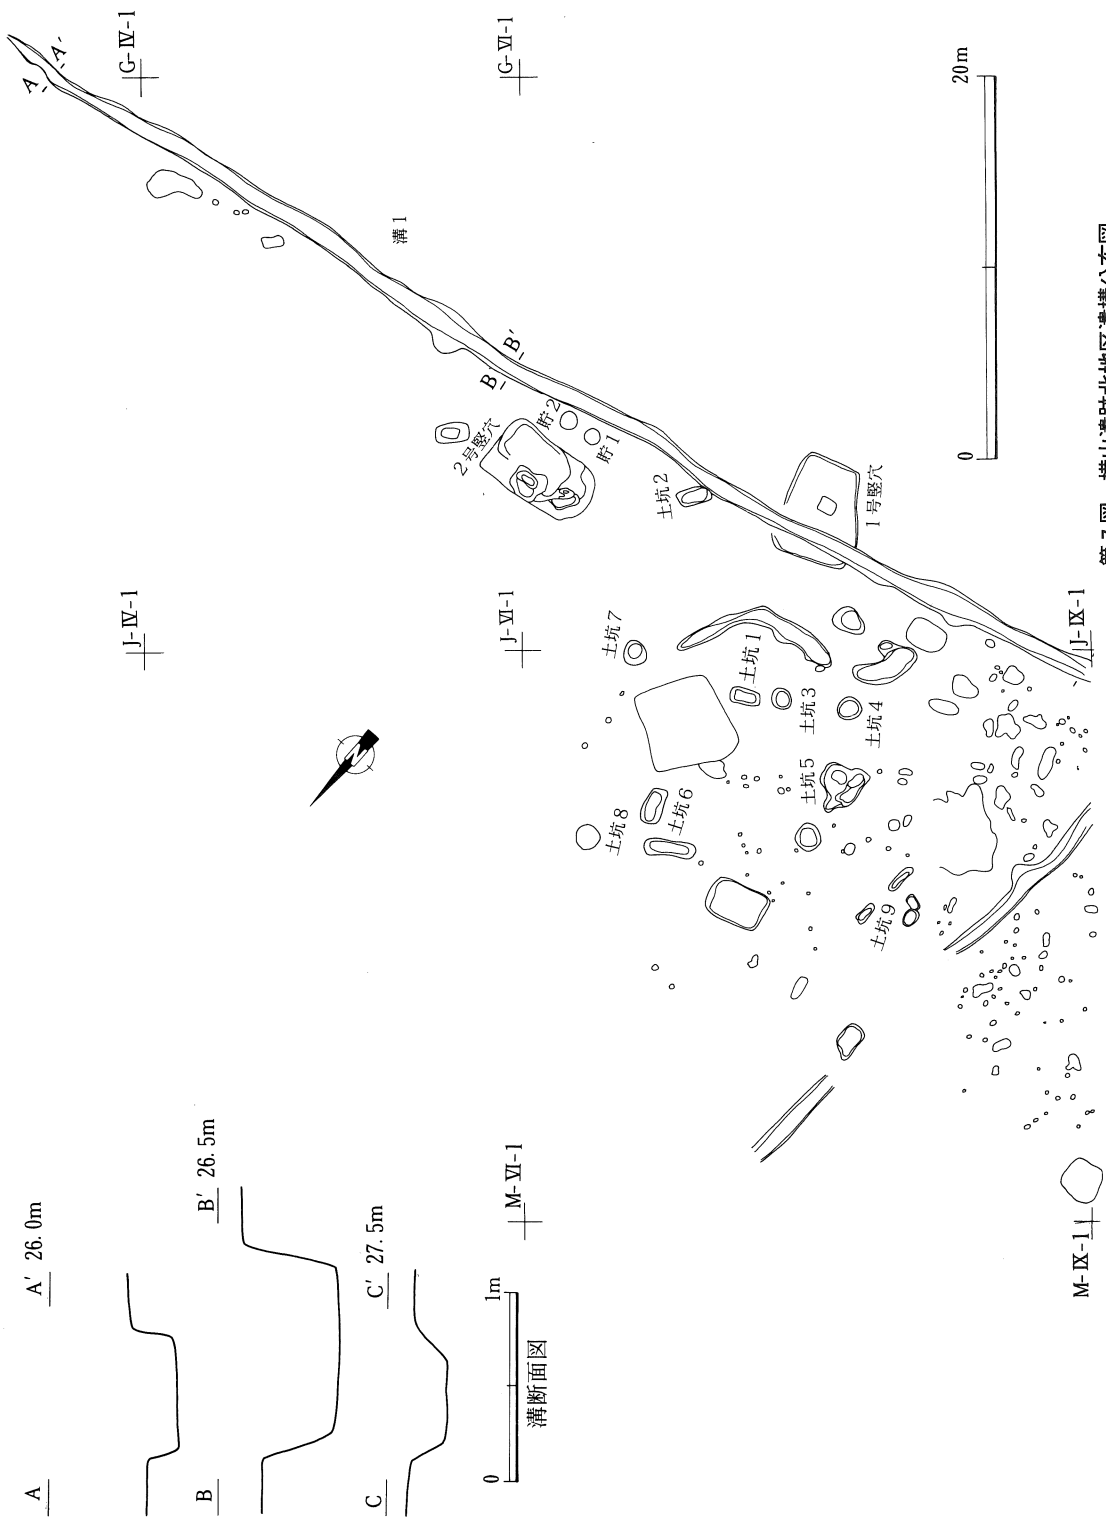 A
A′ 26.0m
B
B′ 26.5m
C
C′ 27.5m
0
1m
溝断面図
A
A′
G-Ⅳ-1
G-Ⅵ-1
20m
0
溝1
B
B′
2号竪穴
貯2
貯1
土坑2
1号竪穴
J-Ⅳ-1
J-Ⅵ-1
J-Ⅸ-1
N
土坑7
土坑1
土坑3
土坑4
土坑5
土坑6
土坑8
土坑9
M-Ⅵ-1
M-Ⅸ-1